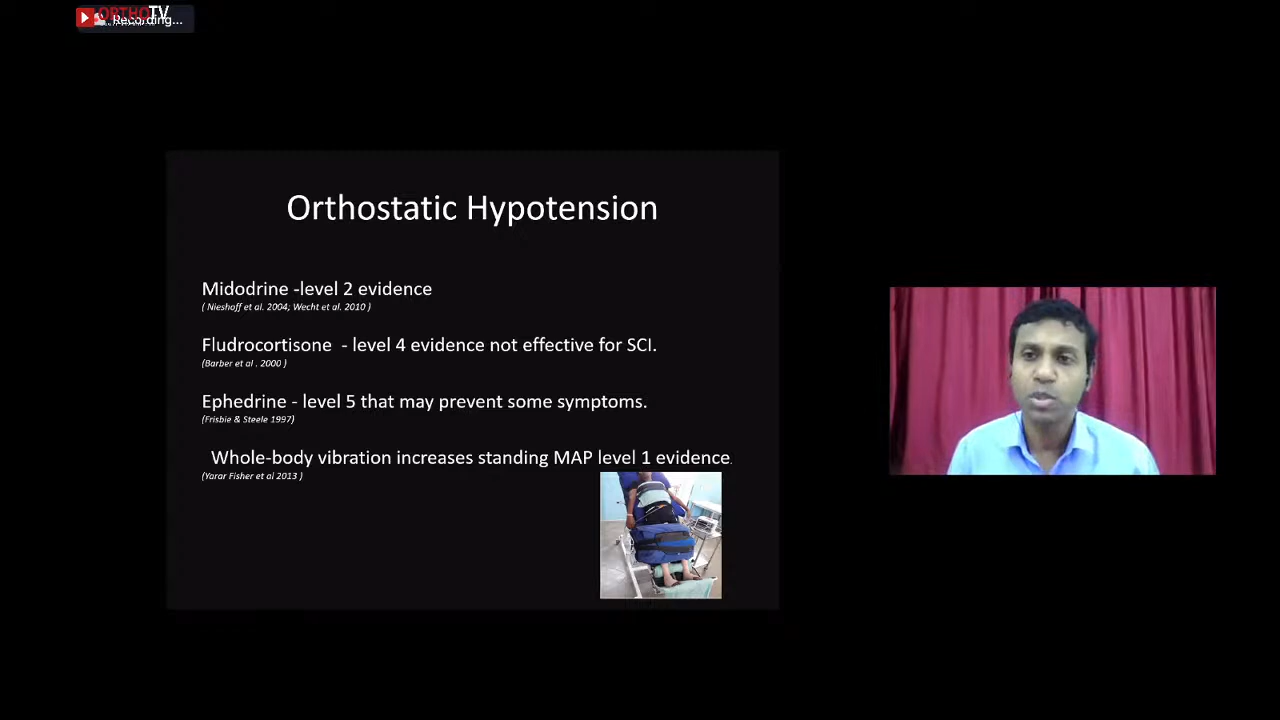 ORTHOTV
Recording...
Orthostatic Hypotension
Midodrine -level 2 evidence
( Nieshoff et al. 2004; Wecht et al. 2010 )
Fludrocortisone - level 4 evidence not effective for SCI.
(Barber et al . 2000 )
Ephedrine - level 5 that may prevent some symptoms.
(Frisbie & Steele 1997)
Whole-body vibration increases standing MAP level 1 evidence.
(Yarar Fisher et al 2013 )